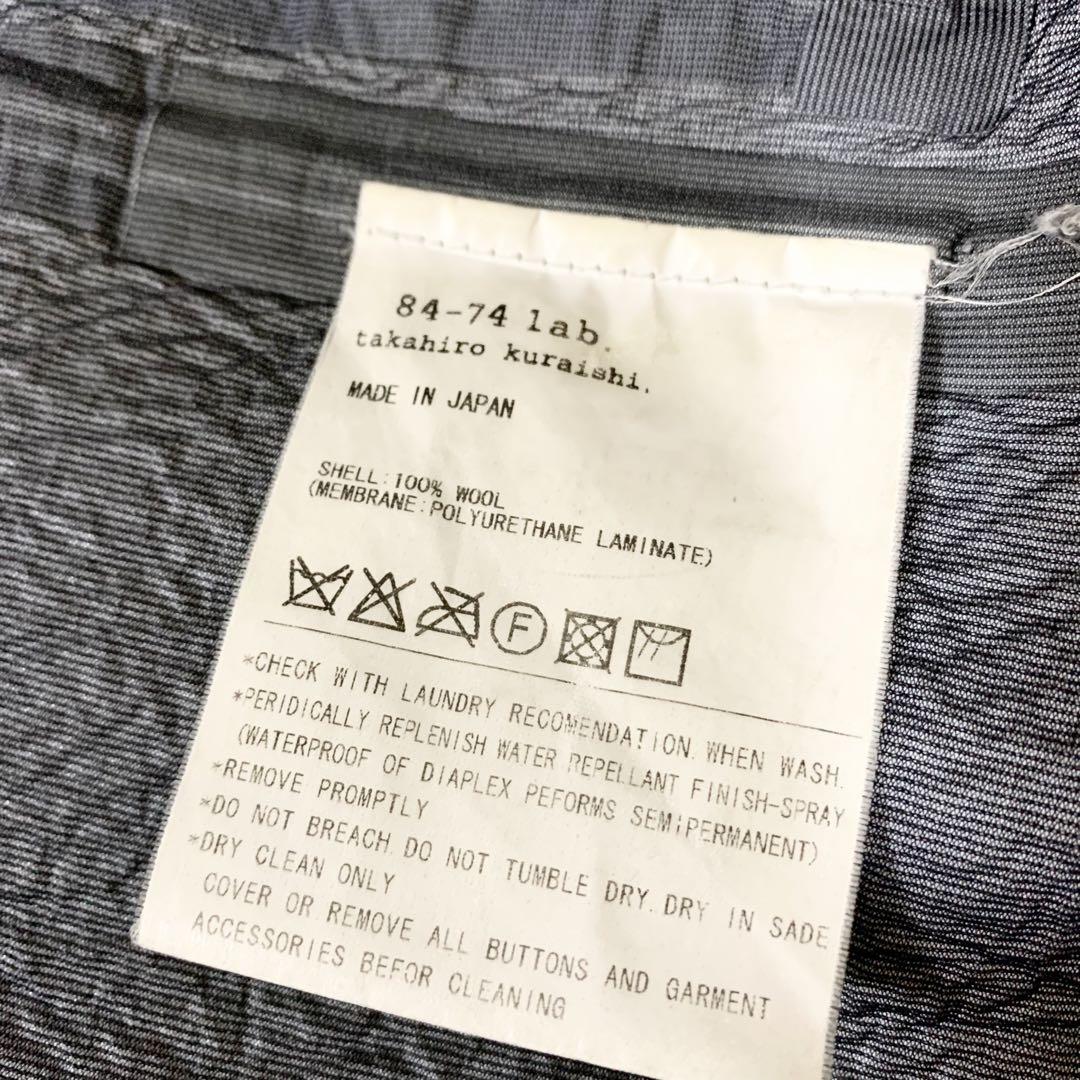 84-74 lab.
takahiro kuraishi.
MADE IN JAPAN
SHELL:100% WOOL
(MEMBRANE:POLYURETHANE LAMINATE)
F
*CHECK WITH LAUNDRY RECOMENDATION.WHEN WASH.
*PERIDICALLY REPLENISH WATER REPELLANT FINISH-SPRAY
(WATERPROOF OF DIAPLEX PEFORMS SEMIPERMANENT)
*REMOVE PROMPTLY
*DO NOT BREACH.DO NOT TUMBLE DRY.DRY IN SADE
*DRY CLEAN ONLY
COVER OR REMOVE ALL BUTTONS AND GARMENT
ACCESSORIES BEFOR CLEANING